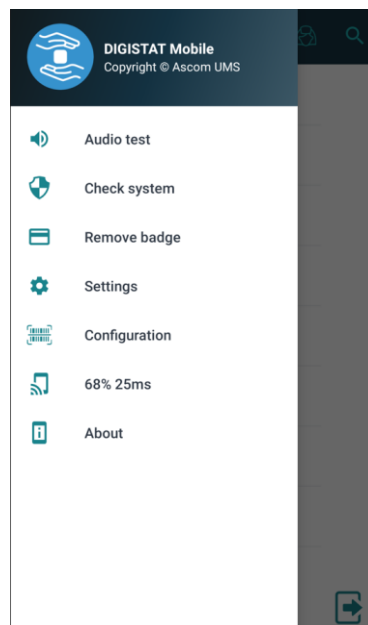 DIGISTAT Mobile
Copyright © Ascom UMS
Audio test
Check system
Remove badge
Settings
Configuration
68% 25ms
About